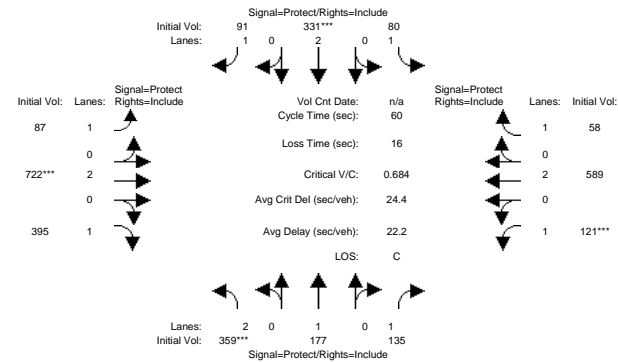 Signal=Protect/Rights=Include
Initial Vol: 91 331*** 80
Lanes: 1 0 2 0 1
Signal=Protect
Initial Vol: Lanes: Rights=Include
Vol Cnt Date: n/a
Signal=Protect
Rights=Include Lanes: Initial Vol:
Cycle Time (sec): 60
87 1
1 58
Loss Time (sec): 16
0
0
722*** 2
Critical V/C: 0.684
2 589
0
Avg Crit Del (sec/veh): 24.4
0
395 1
Avg Delay (sec/veh): 22.2
1 121***
LOS: C
Lanes: 2 0 1 0 1
Initial Vol: 359*** 177 135
Signal=Protect/Rights=Include